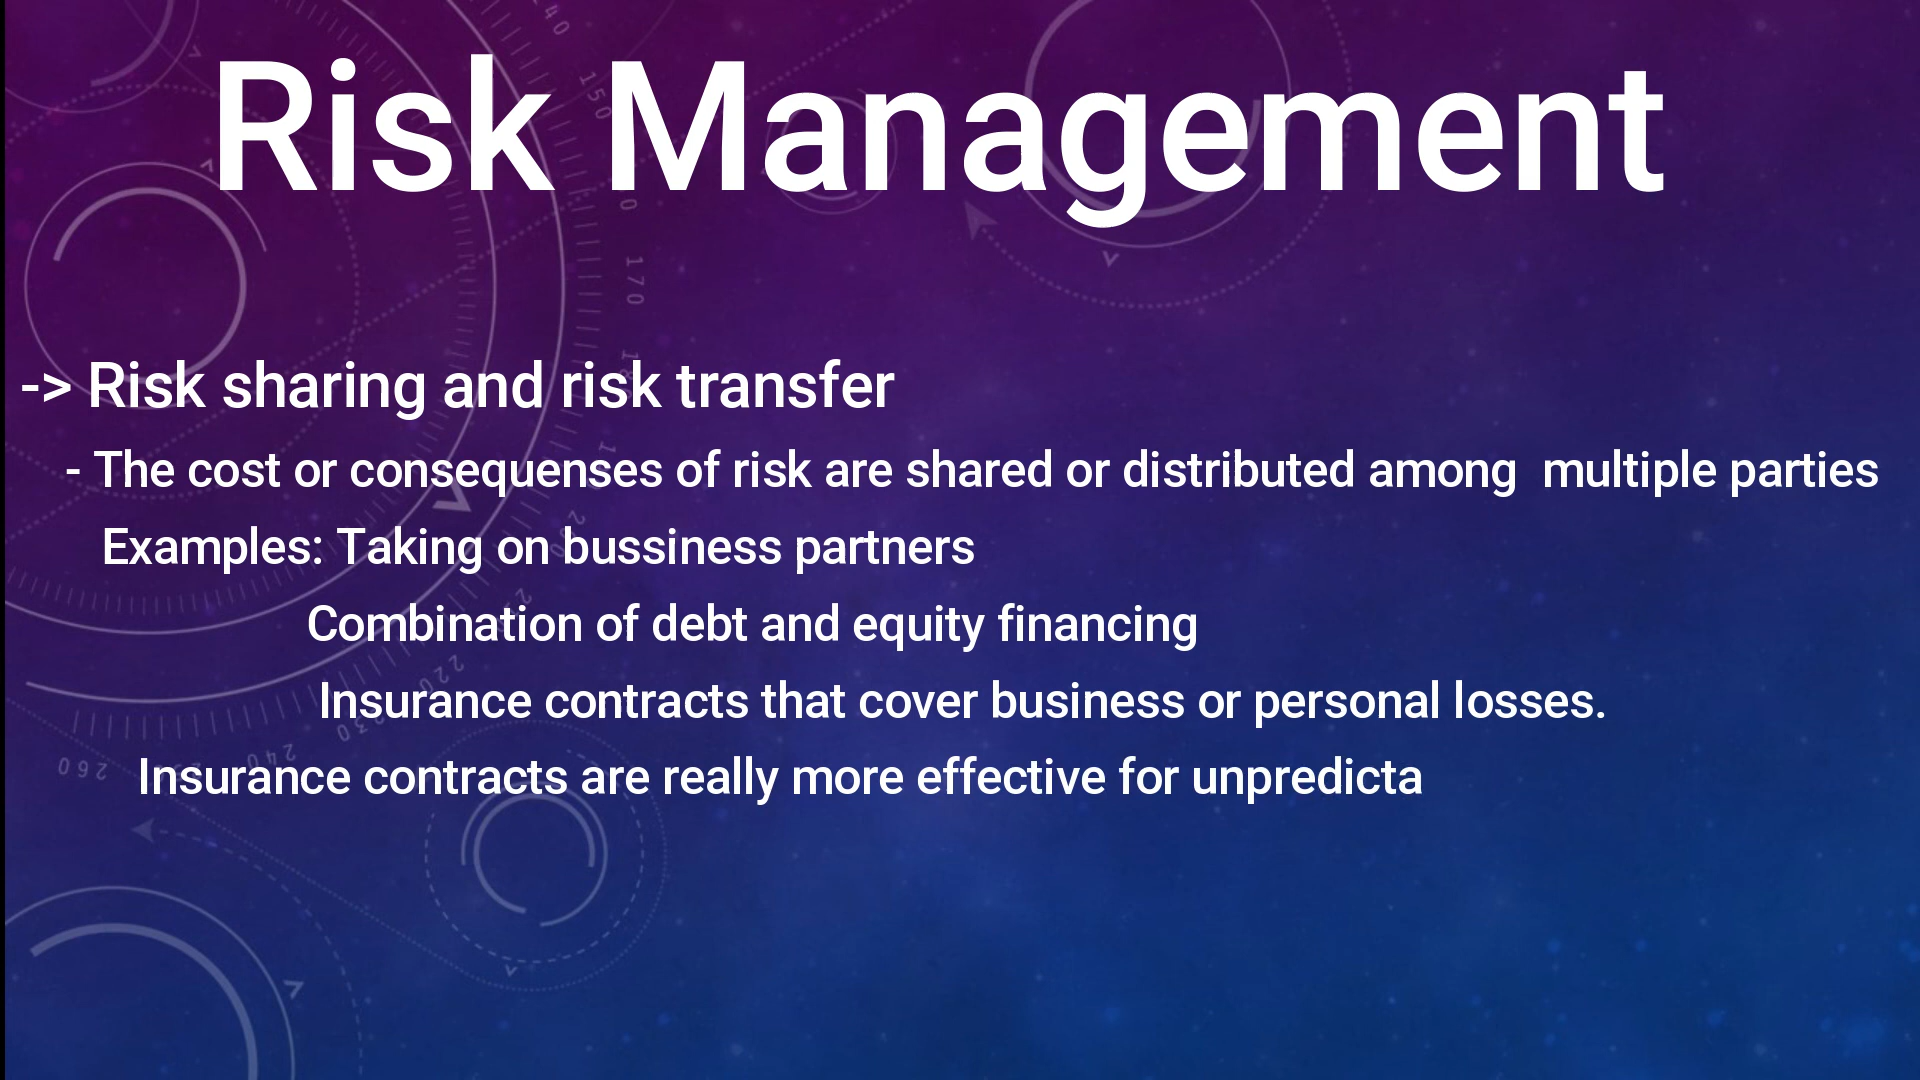 Risk Management
-> Risk sharing and risk transfer
- The cost or consequenses of risk are shared or distributed among  multiple parties
Examples: Taking on bussiness partners
Combination of debt and equity financing
Insurance contracts that cover business or personal losses.
Insurance contracts are really more effective for unpredicta